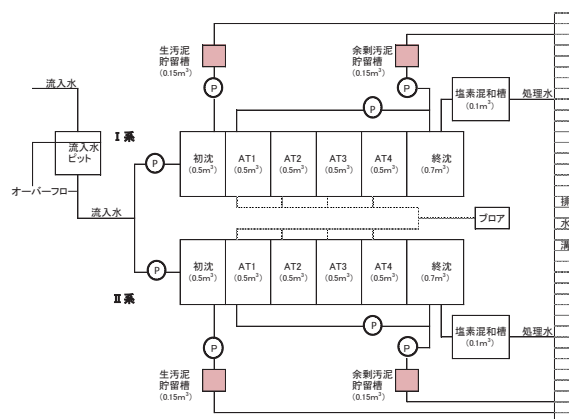 生汚泥
貯留槽
(0.15m³)
余剰汚泥
貯留槽
(0.15m³)
P
P
塩素混和槽
(0.1m³)
処理水
流入水
P
Ⅰ系
流入水
ピット
P
初沈
(0.5m³)
AT1
(0.5m³)
AT2
(0.5m³)
AT3
(0.5m³)
AT4
(0.5m³)
終沈
(0.7m³)
オーバーフロー
流入水
ブロア
排
水
溝
P
初沈
(0.5m³)
AT1
(0.5m³)
AT2
(0.5m³)
AT3
(0.5m³)
AT4
(0.5m³)
終沈
(0.7m³)
Ⅱ系
P
塩素混和槽
(0.1m³)
処理水
P
P
生汚泥
貯留槽
(0.15m³)
余剰汚泥
貯留槽
(0.15m³)